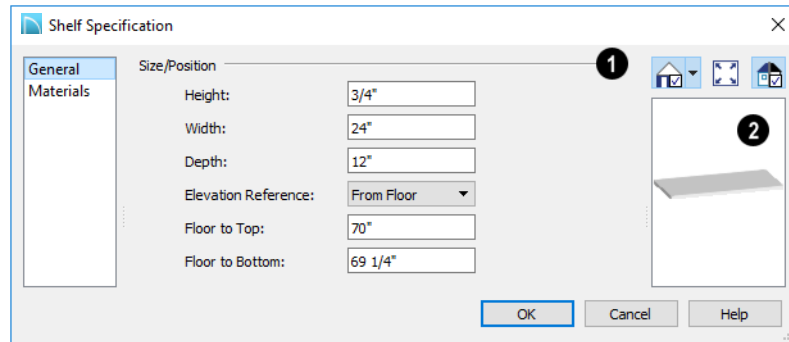 Shelf Specification
General
Materials
Size/Position
1
Height: 3/4"
Width: 24"
Depth: 12"
Elevation Reference: From Floor
Floor to Top: 70"
Floor to Bottom: 69 1/4"
2
OK Cancel Help